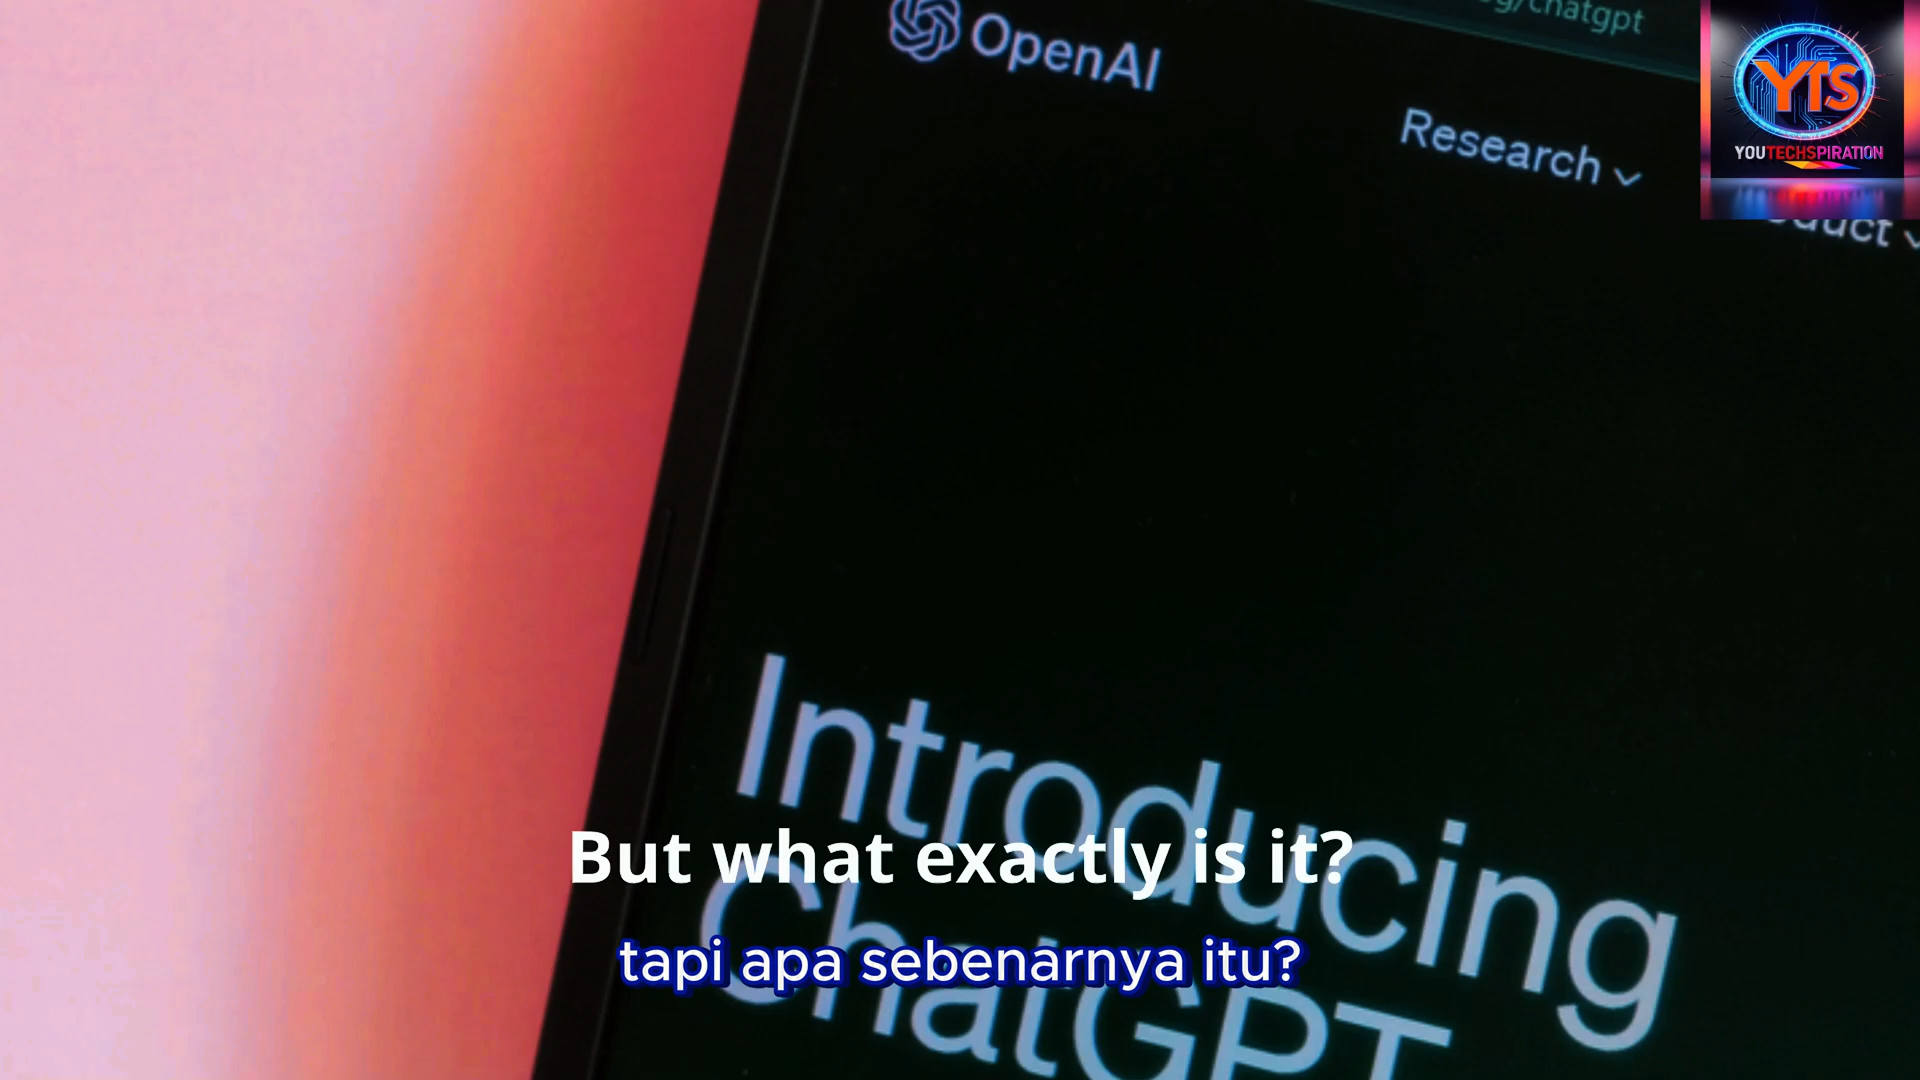 OpenAI
/chatgpt
Research
YTS
YOUTECHSPIRATION
Introducing
ChatGPT
But what exactly is it?
tapi apa sebenarnya itu?